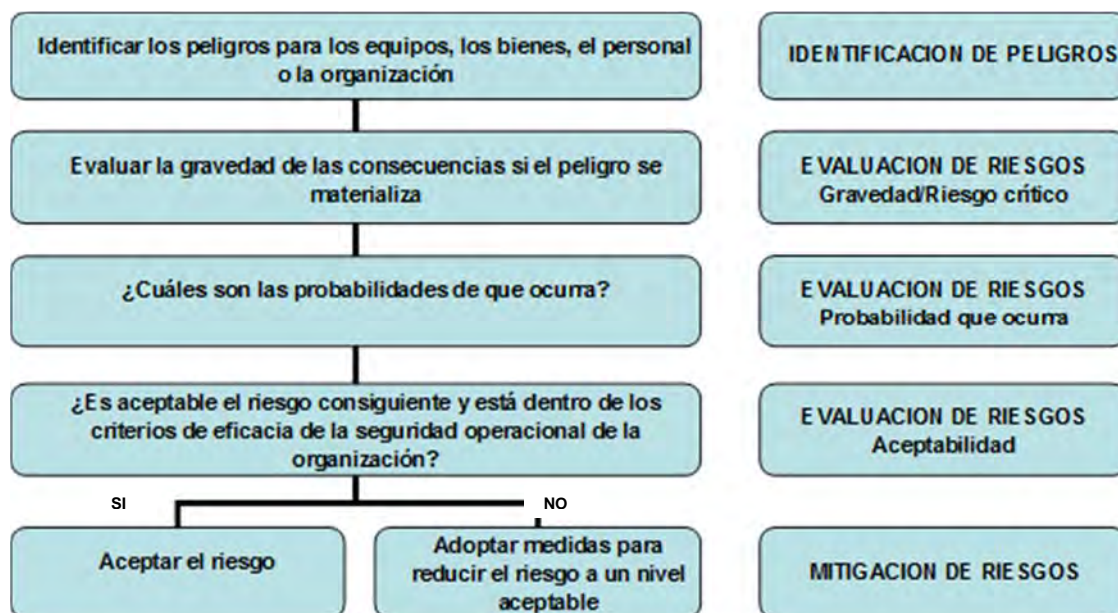 Identificar los peligros para los equipos, los bienes, el personal
o la organización
IDENTIFICACION DE PELIGROS
Evaluar la gravedad de las consecuencias si el peligro se
materializa
EVALUACION DE RIESGOS
Gravedad/Riesgo crítico
¿Cuáles son las probabilidades de que ocurra?
EVALUACION DE RIESGOS
Probabilidad que ocurra
¿Es aceptable el riesgo consiguiente y está dentro de los
criterios de eficacia de la seguridad operacional de la
organización?
EVALUACION DE RIESGOS
Aceptabilidad
SI
NO
Aceptar el riesgo
Adoptar medidas para
reducir el riesgo a un nivel
aceptable
MITIGACION DE RIESGOS